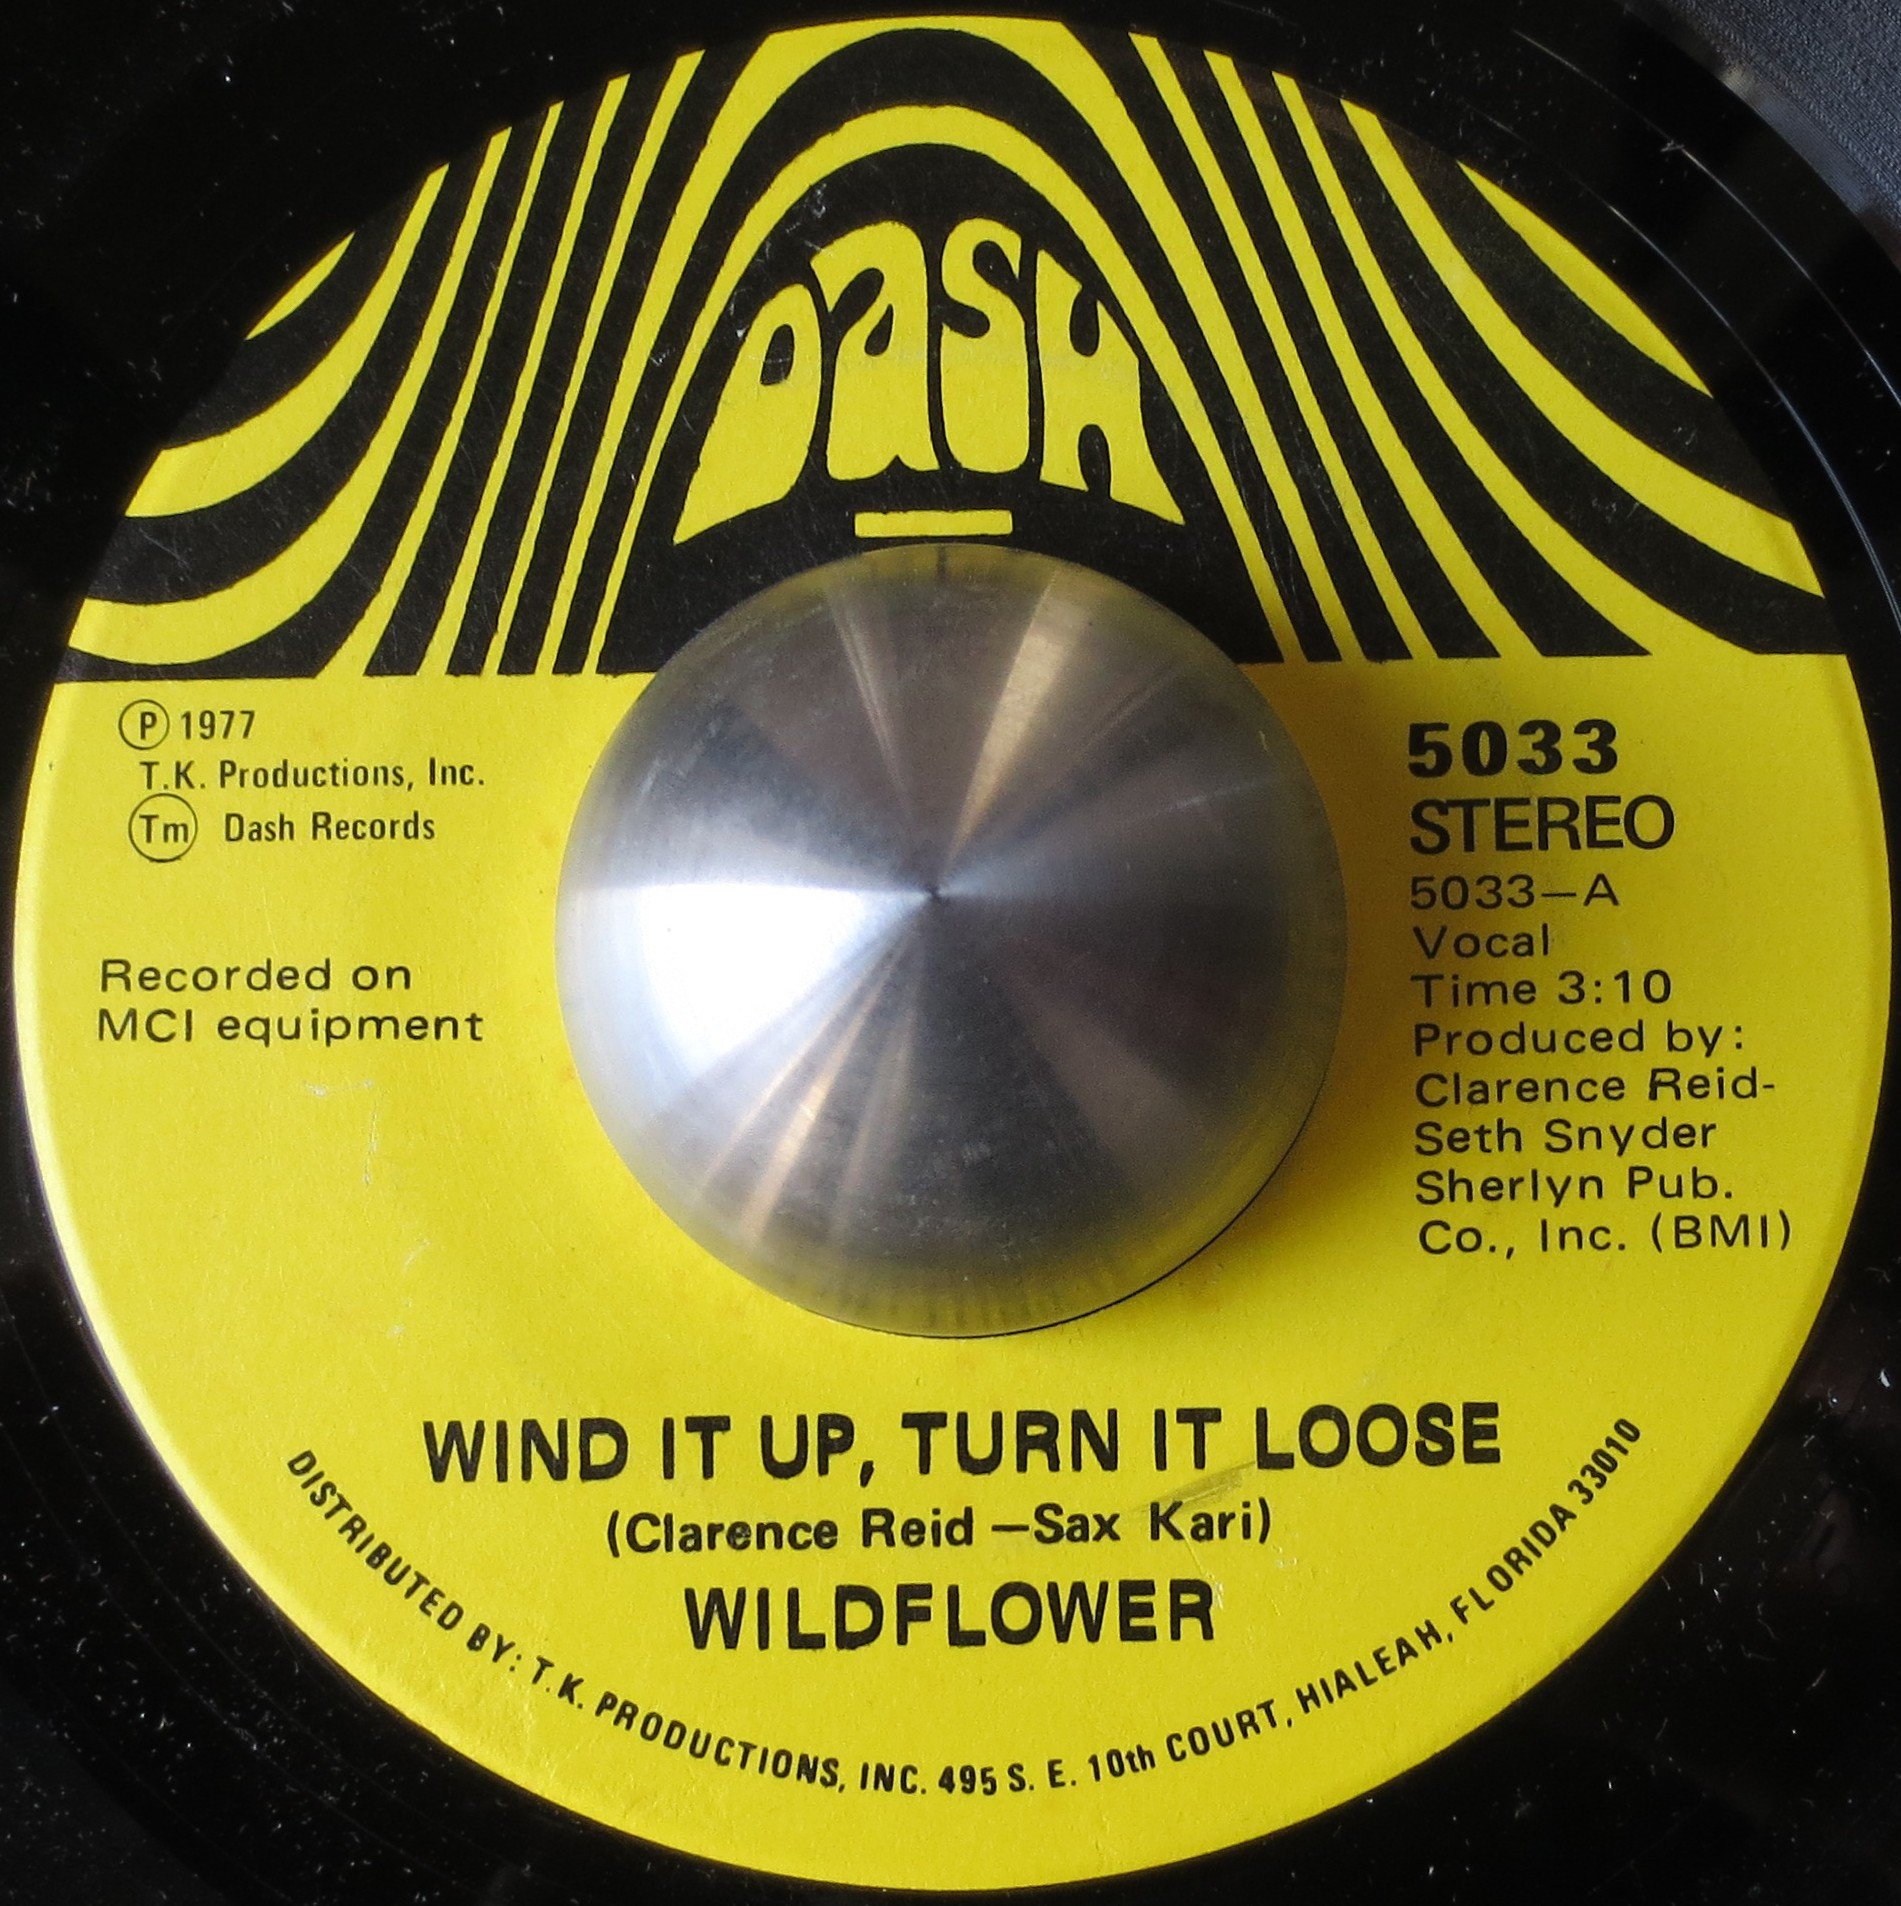 Dash
Ⓟ 1977
T.K. Productions, Inc.
Tm Dash Records
Recorded on
MCI equipment
5033
STEREO
5033—A
Vocal
Time 3:10
Produced by:
Clarence Reid-
Seth Snyder
Sherlyn Pub.
Co., Inc. (BMI)
WIND IT UP, TURN IT LOOSE
(Clarence Reid —Sax Kari)
WILDFLOWER
DISTRIBUTED BY: T.K. PRODUCTIONS, INC. 495 S. E. 10th COURT, HIALEAH, FLORIDA 33010